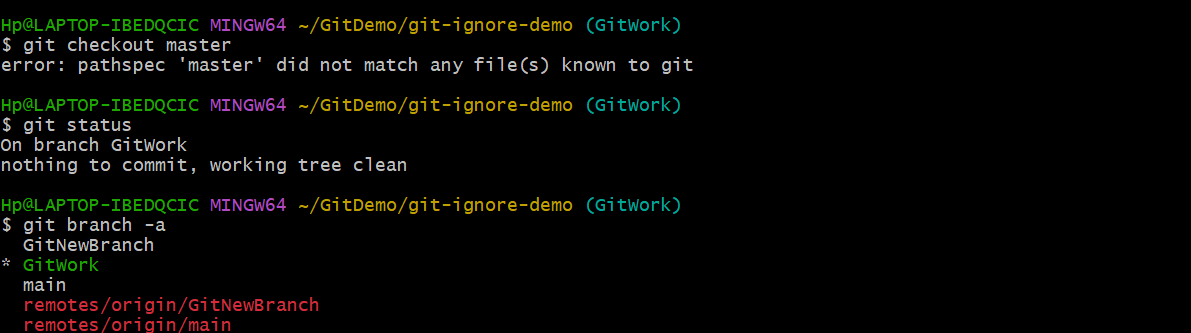 Hp@LAPTOP-IBEDQCIC MINGW64 ~/GitDemo/git-ignore-demo (GitWork)
$ git checkout master
error: pathspec 'master' did not match any file(s) known to git
Hp@LAPTOP-IBEDQCIC MINGW64 ~/GitDemo/git-ignore-demo (GitWork)
$ git status
On branch GitWork
nothing to commit, working tree clean
Hp@LAPTOP-IBEDQCIC MINGW64 ~/GitDemo/git-ignore-demo (GitWork)
$ git branch -a
  GitNewBranch
* GitWork
  main
  remotes/origin/GitNewBranch
  remotes/origin/main